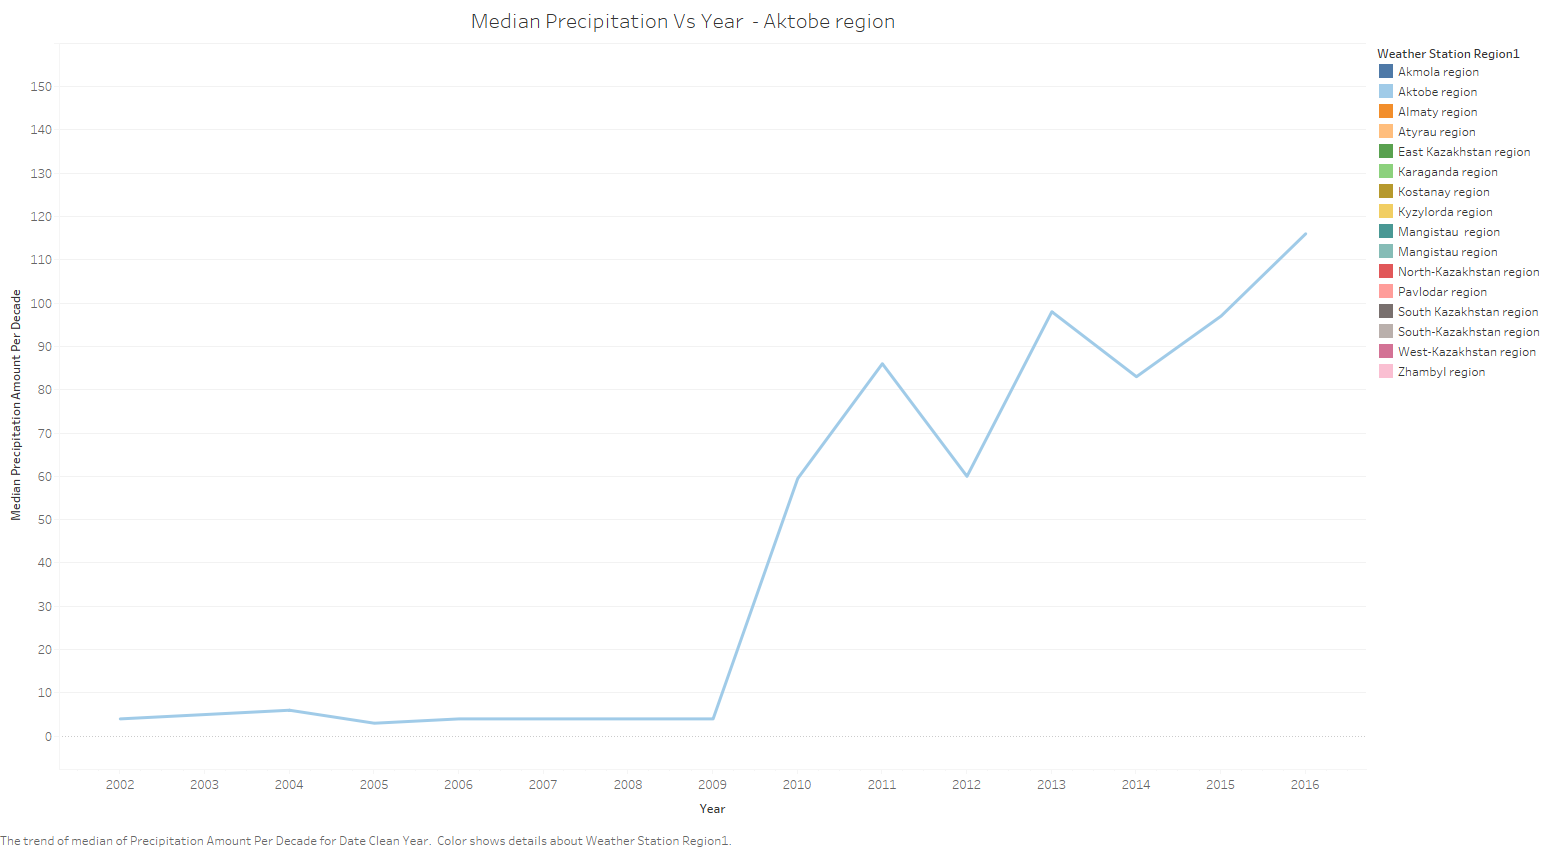 Median Precipitation Vs Year  - Aktobe region
Weather Station Region1
Akmola region
Aktobe region
Almaty region
Atyrau region
East Kazakhstan region
Karaganda region
Kostanay region
Kyzylorda region
Mangistau  region
Mangistau region
North-Kazakhstan region
Pavlodar region
South Kazakhstan region
South-Kazakhstan region
West-Kazakhstan region
Zhambyl region
Median Precipitation Amount Per Decade
150
140
130
120
110
100
90
80
70
60
50
40
30
20
10
0
2002 2003 2004 2005 2006 2007 2008 2009 2010 2011 2012 2013 2014 2015 2016
Year
The trend of median of Precipitation Amount Per Decade for Date Clean Year.  Color shows details about Weather Station Region1.